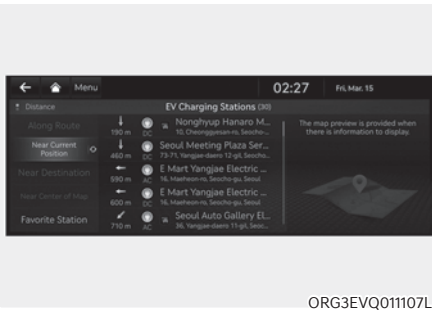 Menu
02:27
Fri, Mar. 15
Distance
EV Charging Stations (30)
Along Route
Near Current
Position
Near Destination
Near Center of Map
Favorite Station
190 m
DC
Nonghyup Hanaro M...
10, Cheonggyesan-ro, Seocho-...
460 m
DC
Seoul Meeting Plaza Ser...
73-71, Yangjae-daero 12-gil, Seoc...
590 m
AC
E Mart Yangjae Electric ...
16, Maeheon-ro, Seocho-gu, Seoul
600 m
DC
E Mart Yangjae Electric ...
16, Maeheon-ro, Seocho-gu, Seoul
710 m
AC
Seoul Auto Gallery El...
36, Yangjae-daero 11-gil, Seoc...
The map preview is provided when
there is information to display.
ORG3EVQ011107L